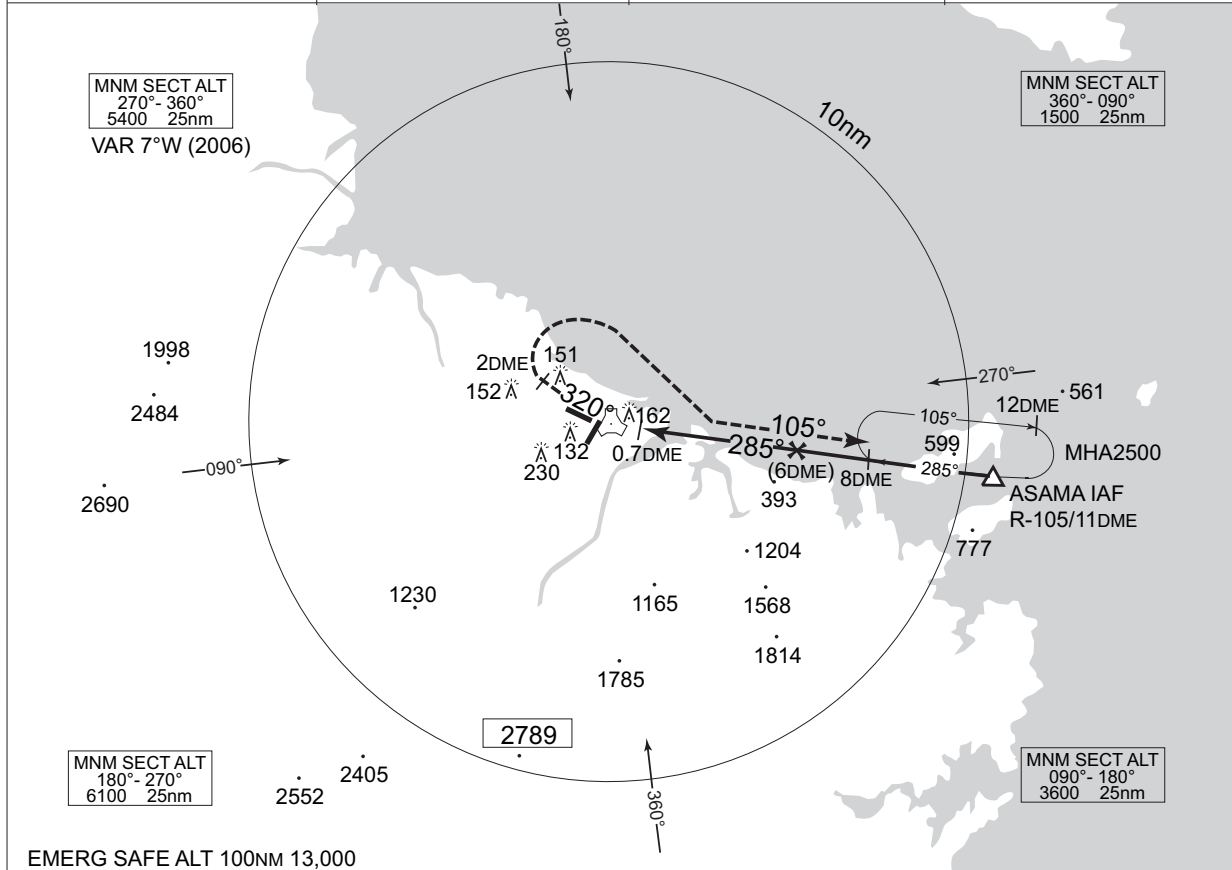 180°
MNM SECT ALT
270°- 360°
5400 25nm
VAR 7°W (2006)
10nm
MNM SECT ALT
360°- 090°
1500 25nm
1998
2484
2DME
151
152
320°
162
132
230
0.7DME
285°
105°
(6DME)
8DME
393
270°
561
105°
12DME
599
285°
MHA2500
ASAMA IAF
R-105/11DME
777
090°
2690
1204
1230
1165
1568
1814
1785
2789
2405
2552
360°
MNM SECT ALT
180°- 270°
6100 25nm
MNM SECT ALT
090°- 180°
3600 25nm
EMERG SAFE ALT 100NM 13,000